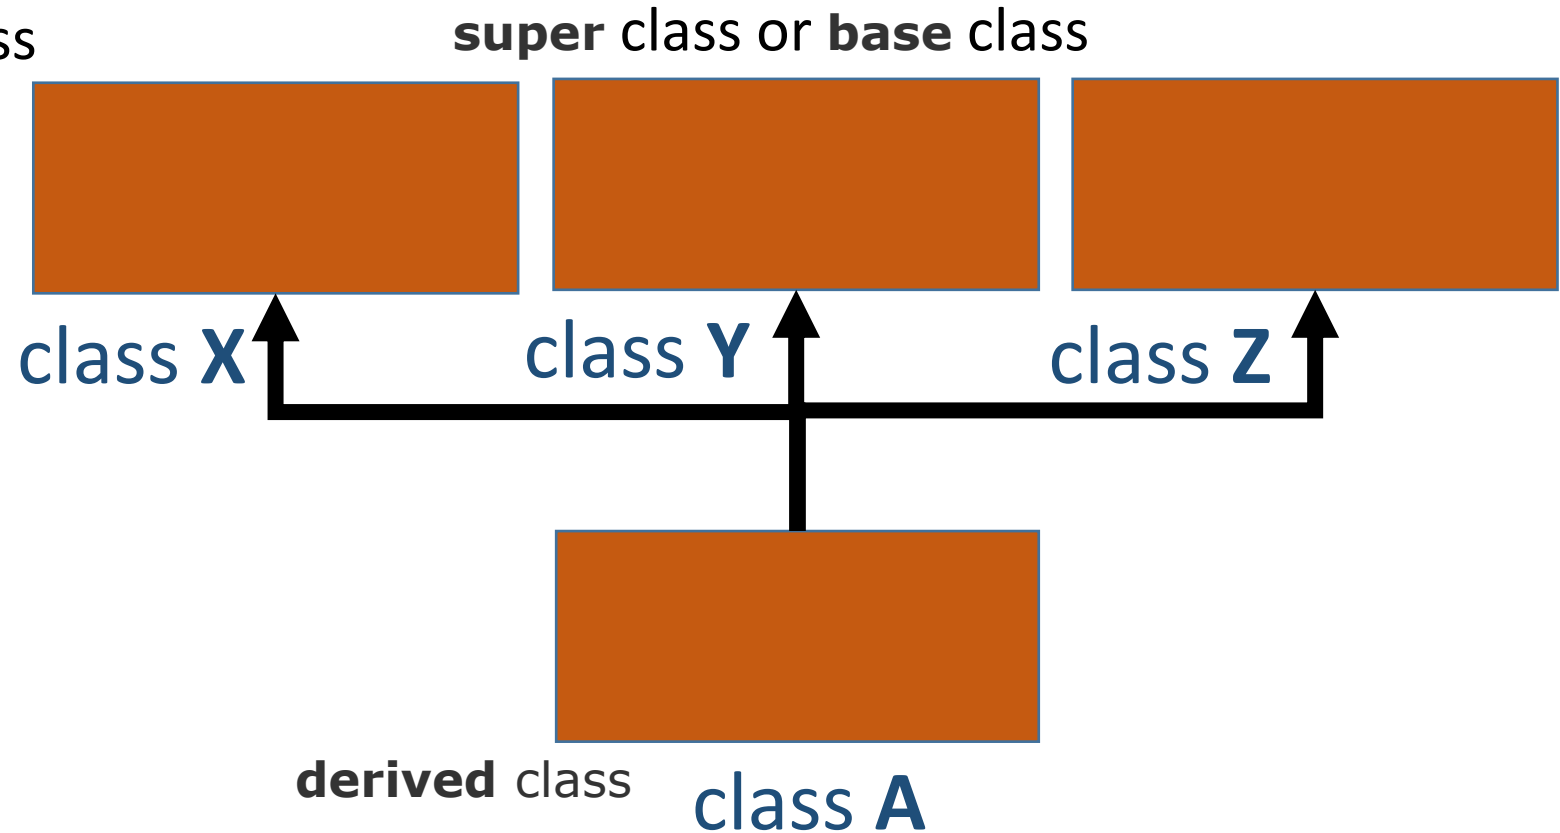 super class or base class
class X
class Y
class Z
derived class
class A